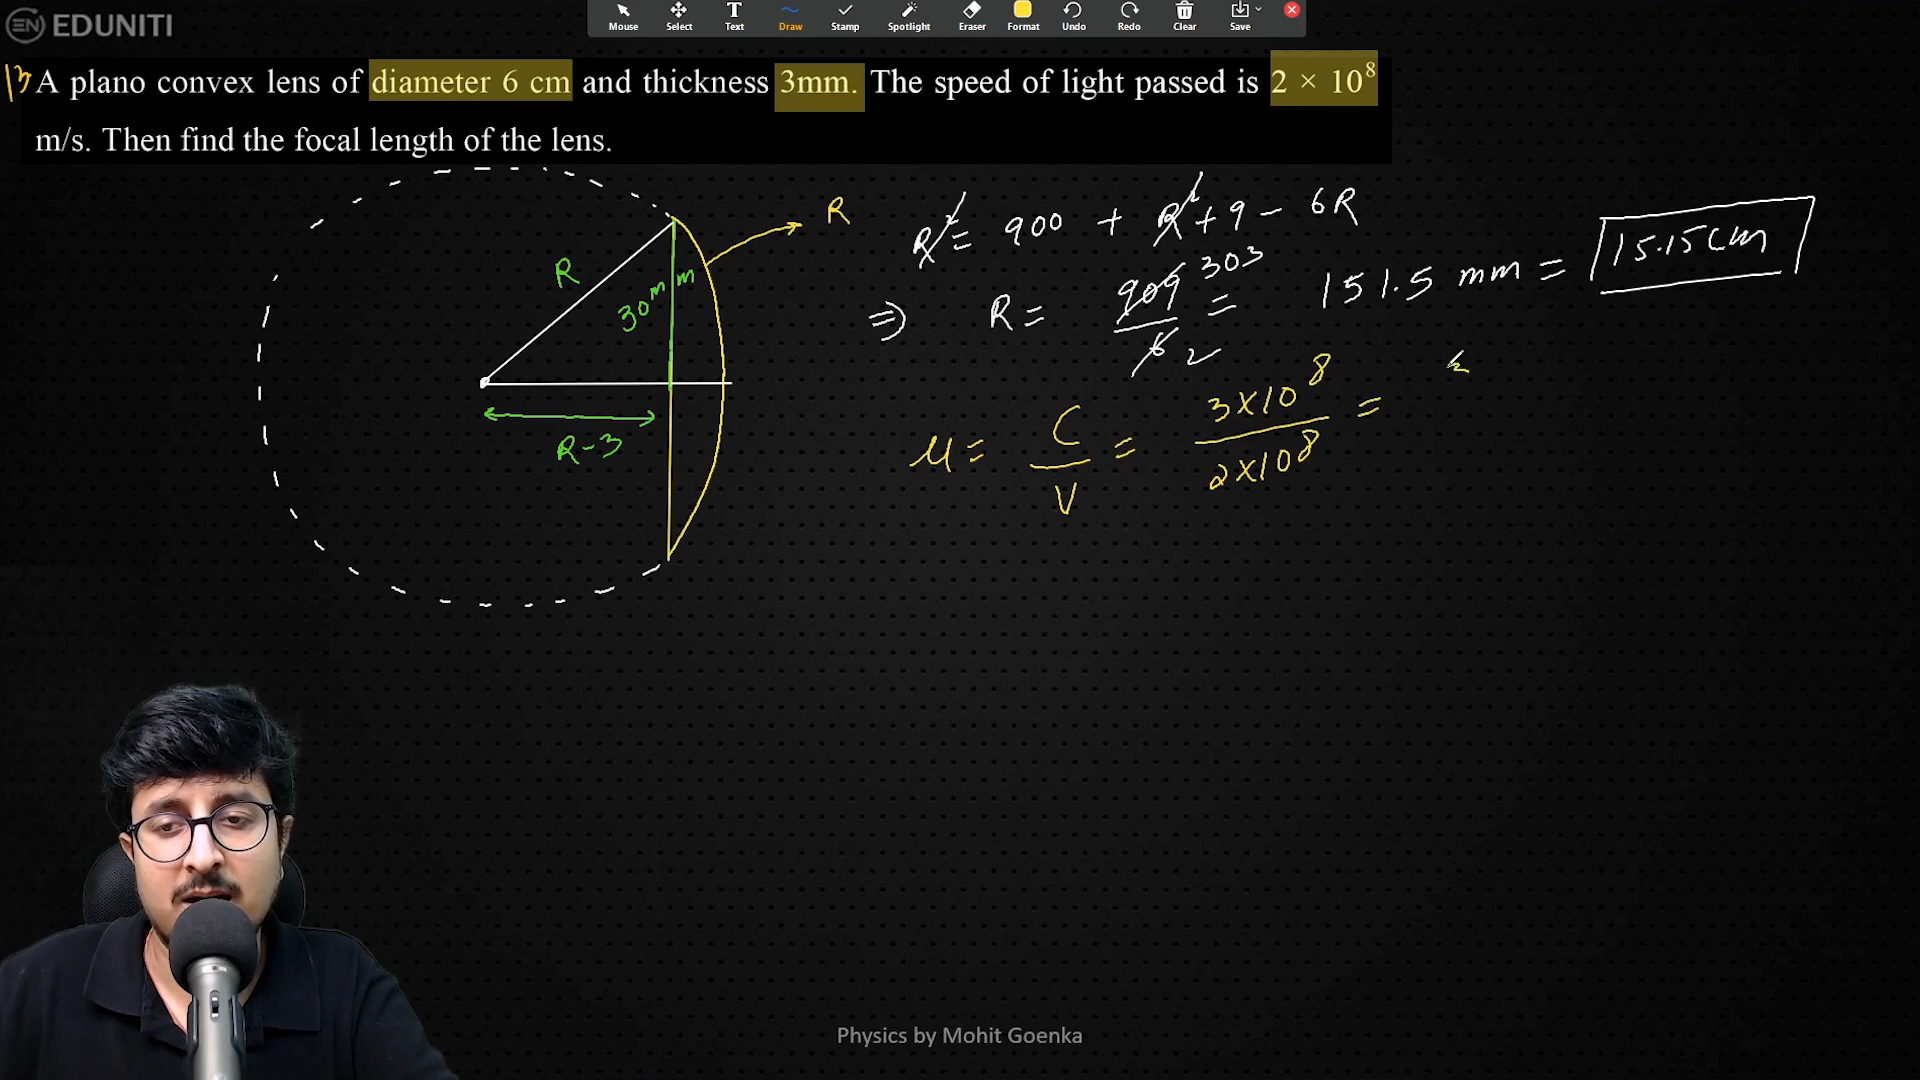 EDUNITI
Mouse Select Text Draw Stamp Spotlight Eraser Format Undo Redo Clear Save
13 A plano convex lens of diameter 6 cm and thickness 3mm. The speed of light passed is 2 × 10⁸
m/s. Then find the focal length of the lens.
R
R
30 mm
R-3
R² = 900 + R² + 9 - 6R
⇒ R = 909/6 303/2 = 151.5 mm = 15.15 cm
μ = C/V = 3×10⁸/2×10⁸ =
Physics by Mohit Goenka